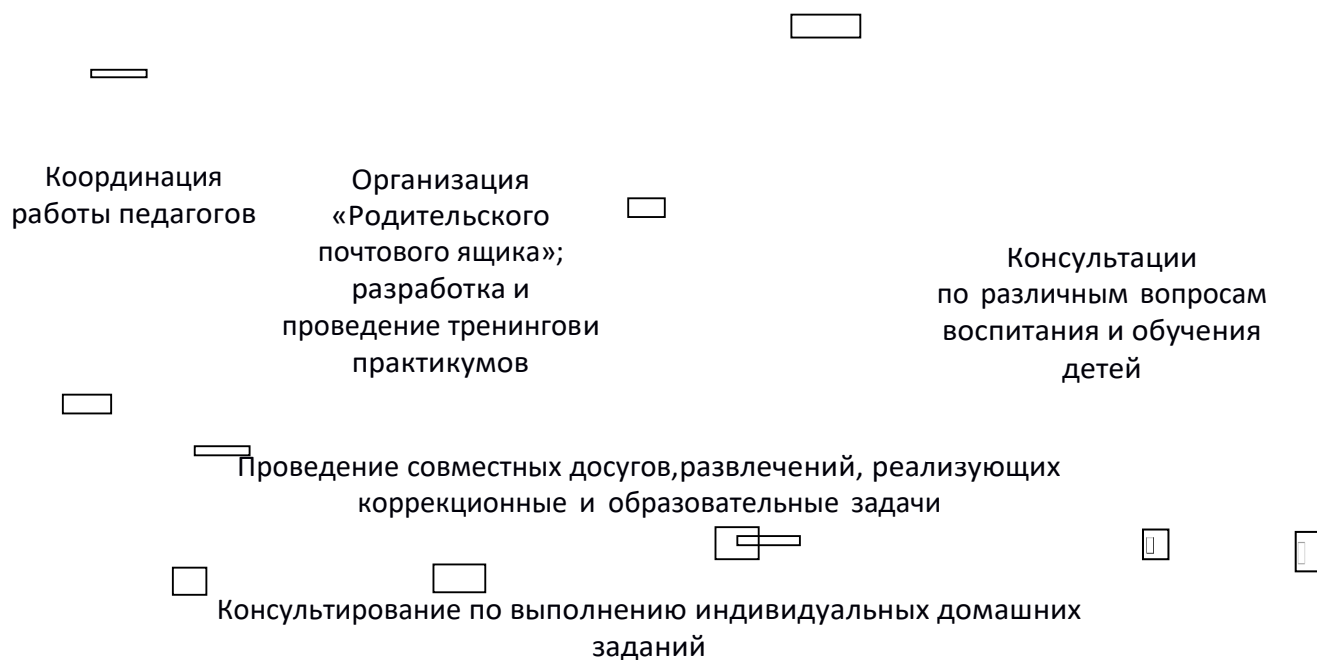 Координация
работы педагогов
Организация
«Родительского
почтового ящика»;
разработка и
проведение тренингови
практикумов
Консультации
по различным вопросам
воспитания и обучения
детей
Проведение совместных досугов,развлечений, реализующих
коррекционные и образовательные задачи
Консультирование по выполнению индивидуальных домашних
заданий